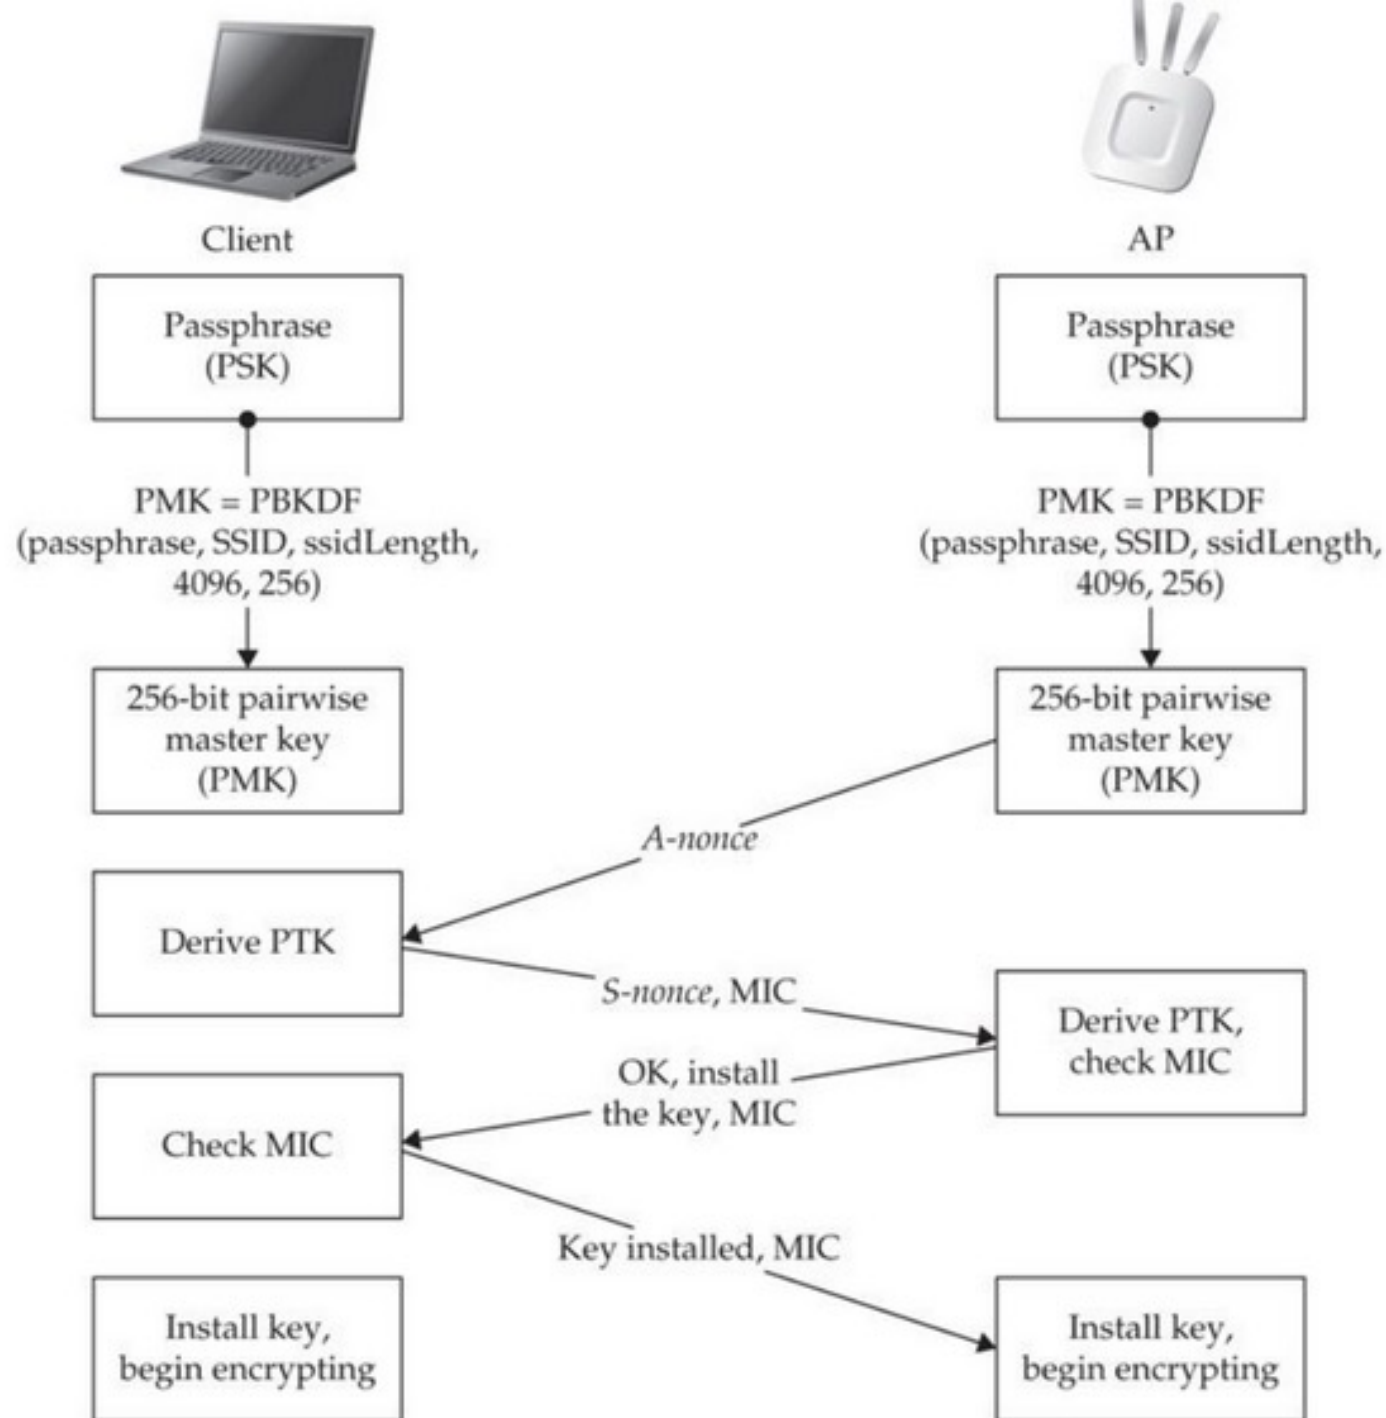 Client
AP
Passphrase
(PSK)
Passphrase
(PSK)
PMK = PBKDF
(passphrase, SSID, ssidLength,
4096, 256)
PMK = PBKDF
(passphrase, SSID, ssidLength,
4096, 256)
256-bit pairwise
master key
(PMK)
256-bit pairwise
master key
(PMK)
A-nonce
Derive PTK
S-nonce, MIC
Derive PTK,
check MIC
OK, install
the key, MIC
Check MIC
Key installed, MIC
Install key,
begin encrypting
Install key,
begin encrypting